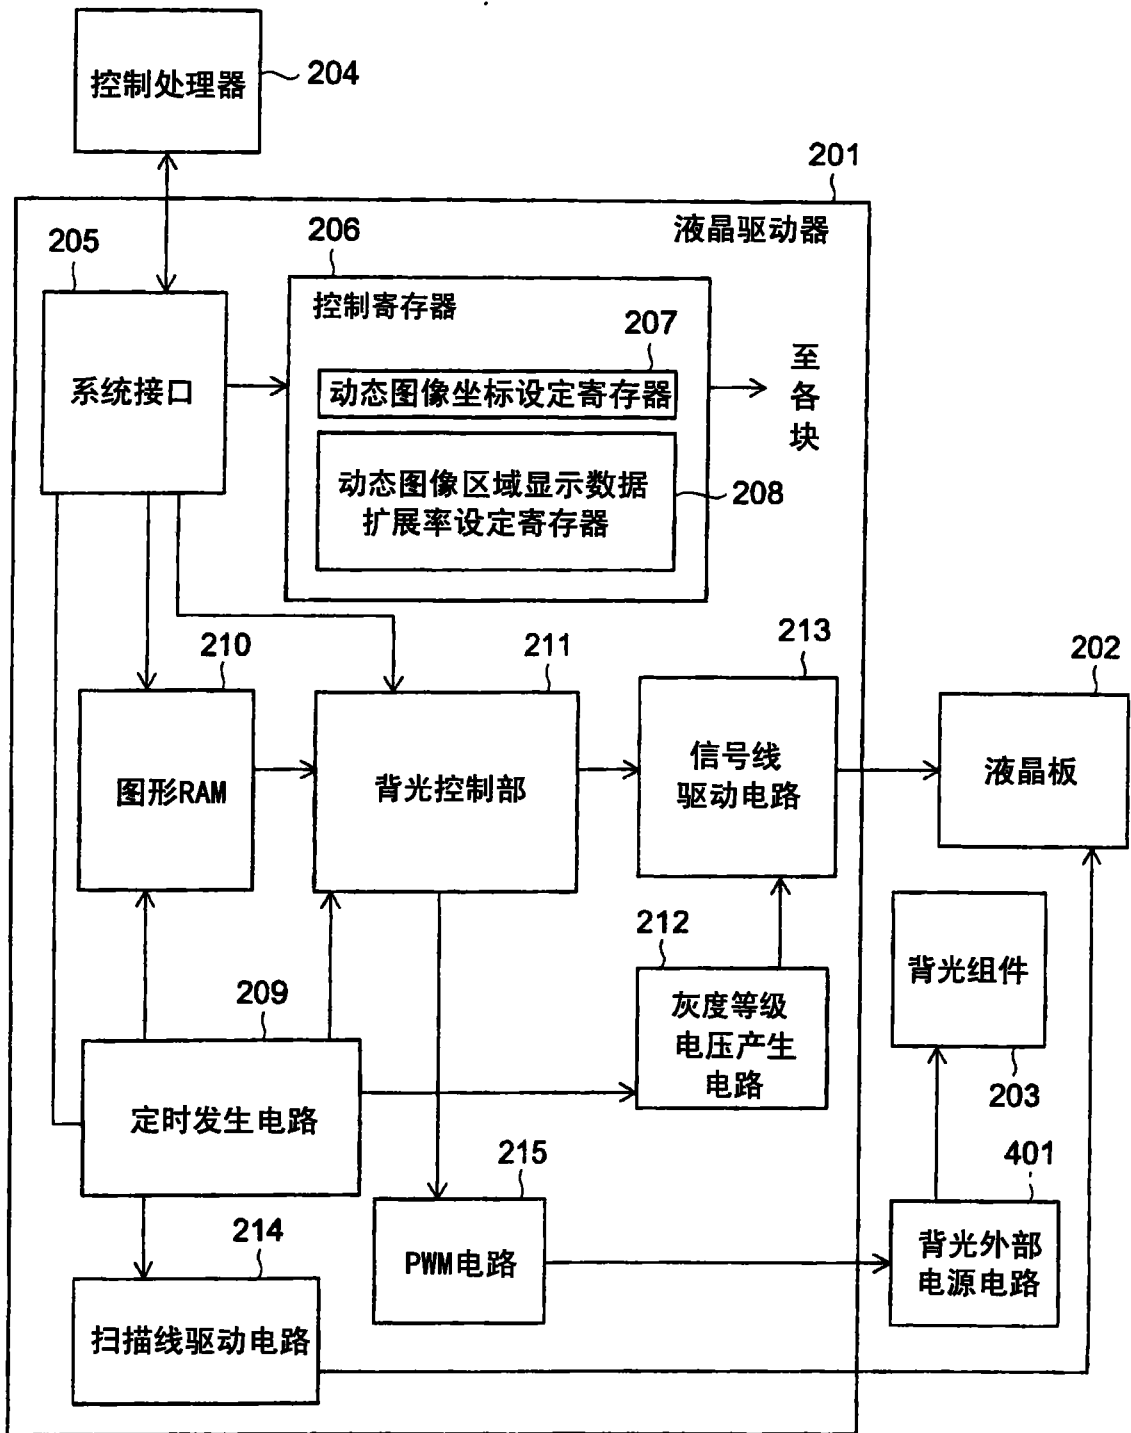 控制处理器
204
201
液晶驱动器
205
206
控制寄存器
207
系统接口
动态图像坐标设定寄存器
至
各
块
动态图像区域显示数据
扩展率设定寄存器
208
210
211
213
202
图形RAM
背光控制部
信号线
驱动电路
液晶板
212
背光组件
209
灰度等级
电压产生
电路
203
定时发生电路
215
401
214
PWM电路
背光外部
电源电路
扫描线驱动电路